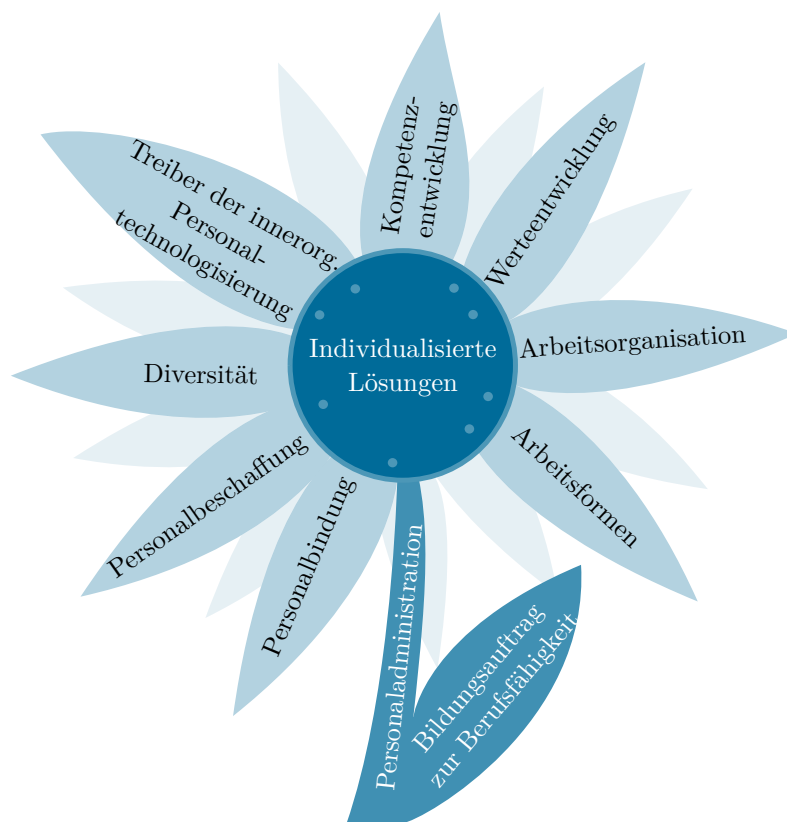 Kompetenz-
entwicklung
Werteentwicklung
Treiber der innerorg.
Personal-
technologisierung
Individualisierte
Lösungen
Arbeitsorganisation
Diversität
Arbeitsformen
Personalbeschaffung
Personalbindung
Personaladministration
Bildungsauftrag
zur Berufsfähigkeit